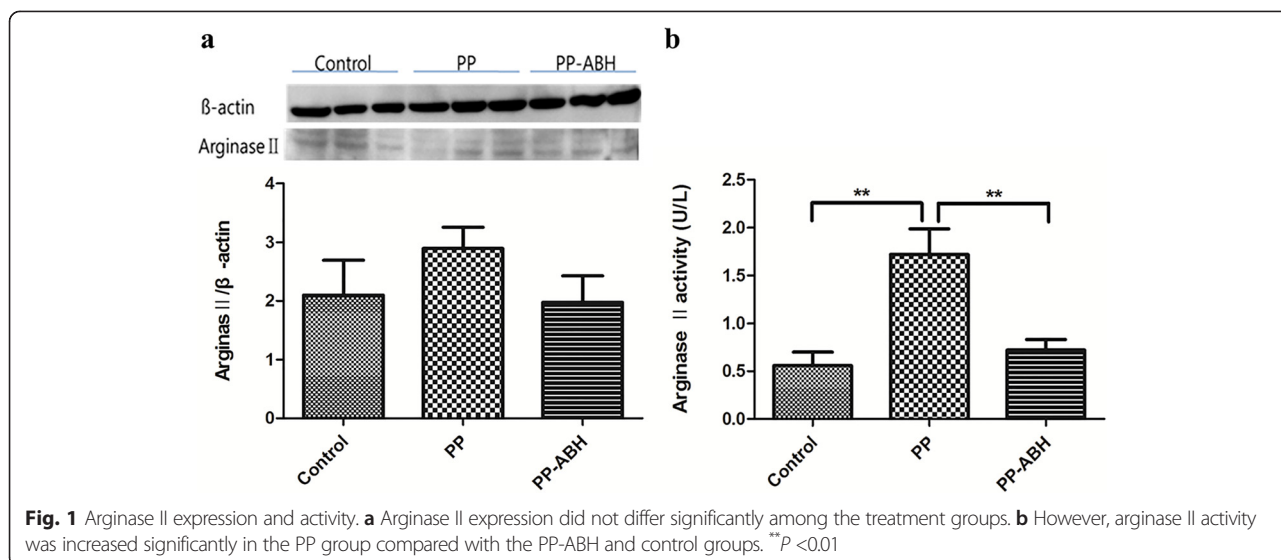 a
Control PP PP-ABH
ß-actin
Arginase II
Arginas II/β -actin
4
3
2
1
0
Control PP PP-ABH
b
Arginase II activity (U/L)
2.5
2.0
1.5
1.0
0.5
0.0
** **
Control PP PP-ABH
Fig. 1 Arginase II expression and activity. a Arginase II expression did not differ significantly among the treatment groups. b However, arginase II activity
was increased significantly in the PP group compared with the PP-ABH and control groups. **P <0.01